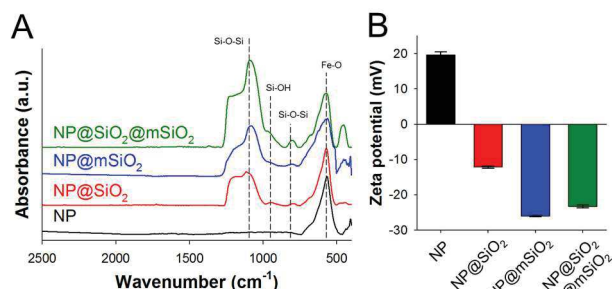 A
Absorbance (a.u.)
Si-O-Si
Si-OH
Si-O-Si
Fe-O
NP@SiO₂@mSiO₂
NP@mSiO₂
NP@SiO₂
NP
2500 2000 1500 1000 500
Wavenumber (cm⁻¹)
B
Zeta potential (mV)
20
10
0
-10
-20
-30
NP
NP@SiO₂
NP@mSiO₂
NP@SiO₂
@mSiO₂